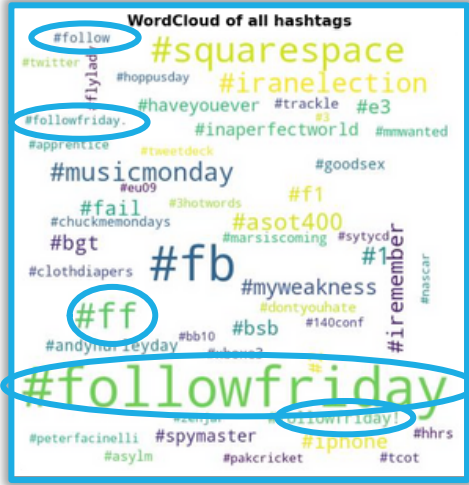 WordCloud of all hashtags
#follow
#squarespace
#twitter
#flylady
#hoppusday
#iranelection
#haveyouever #trackle #e3
#followfriday.
#3
#inaperfectworld #mmwanted
#apprentice
#tweetdeck
#musicmonday
#goodsex
#eu09
#3hotwords
#f1
#fail
#chuckmemondays
#asot400
#bgt
#marsiscoming #sytycd
#fb
#1
#iremember
#nascar
#clothdiapers
#myweakness
#dontyouhate
#ff
#bsb
#140conf
#bb10
#andyhurleyday
#
#followfriday
#followfriday!
#peterfacinelli #spymaster
#iphone
#hhrs
#asylm
#pakcricket
#tcot